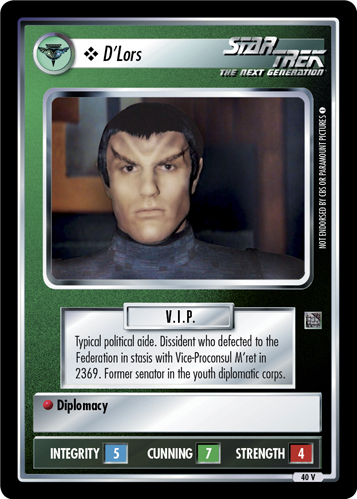 ❖ D'Lors
STAR TREK
THE NEXT GENERATION
NOT ENDORSED BY CBS OR PARAMOUNT PICTURES
V.I.P.
Typical political aide. Dissident who defected to the
Federation in stasis with Vice-Proconsul M'ret in
2369. Former senator in the youth diplomatic corps.
Diplomacy
INTEGRITY 5 CUNNING 7 STRENGTH 4
40 V